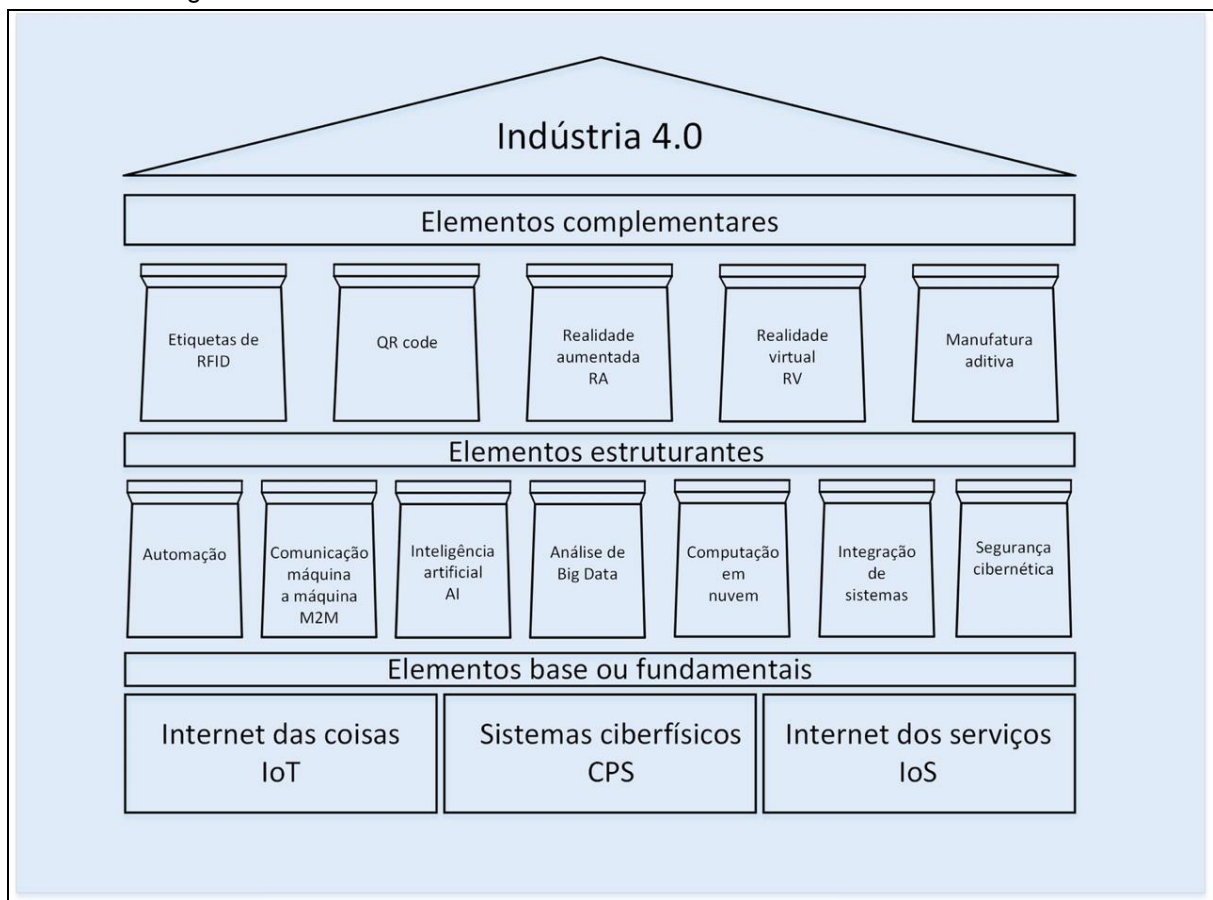 Indústria 4.0
Elementos complementares
Etiquetas de
RFID
QR code
Realidade
aumentada
RA
Realidade
virtual
RV
Manufatura
aditiva
Elementos estruturantes
Automação
Comunicação
máquina
a máquina
M2M
Inteligência
artificial
AI
Análise de
Big Data
Computação
em
nuvem
Integração
de
sistemas
Segurança
cibernética
Elementos base ou fundamentais
Internet das coisas
IoT
Sistemas ciberfísicos
CPS
Internet dos serviços
IoS